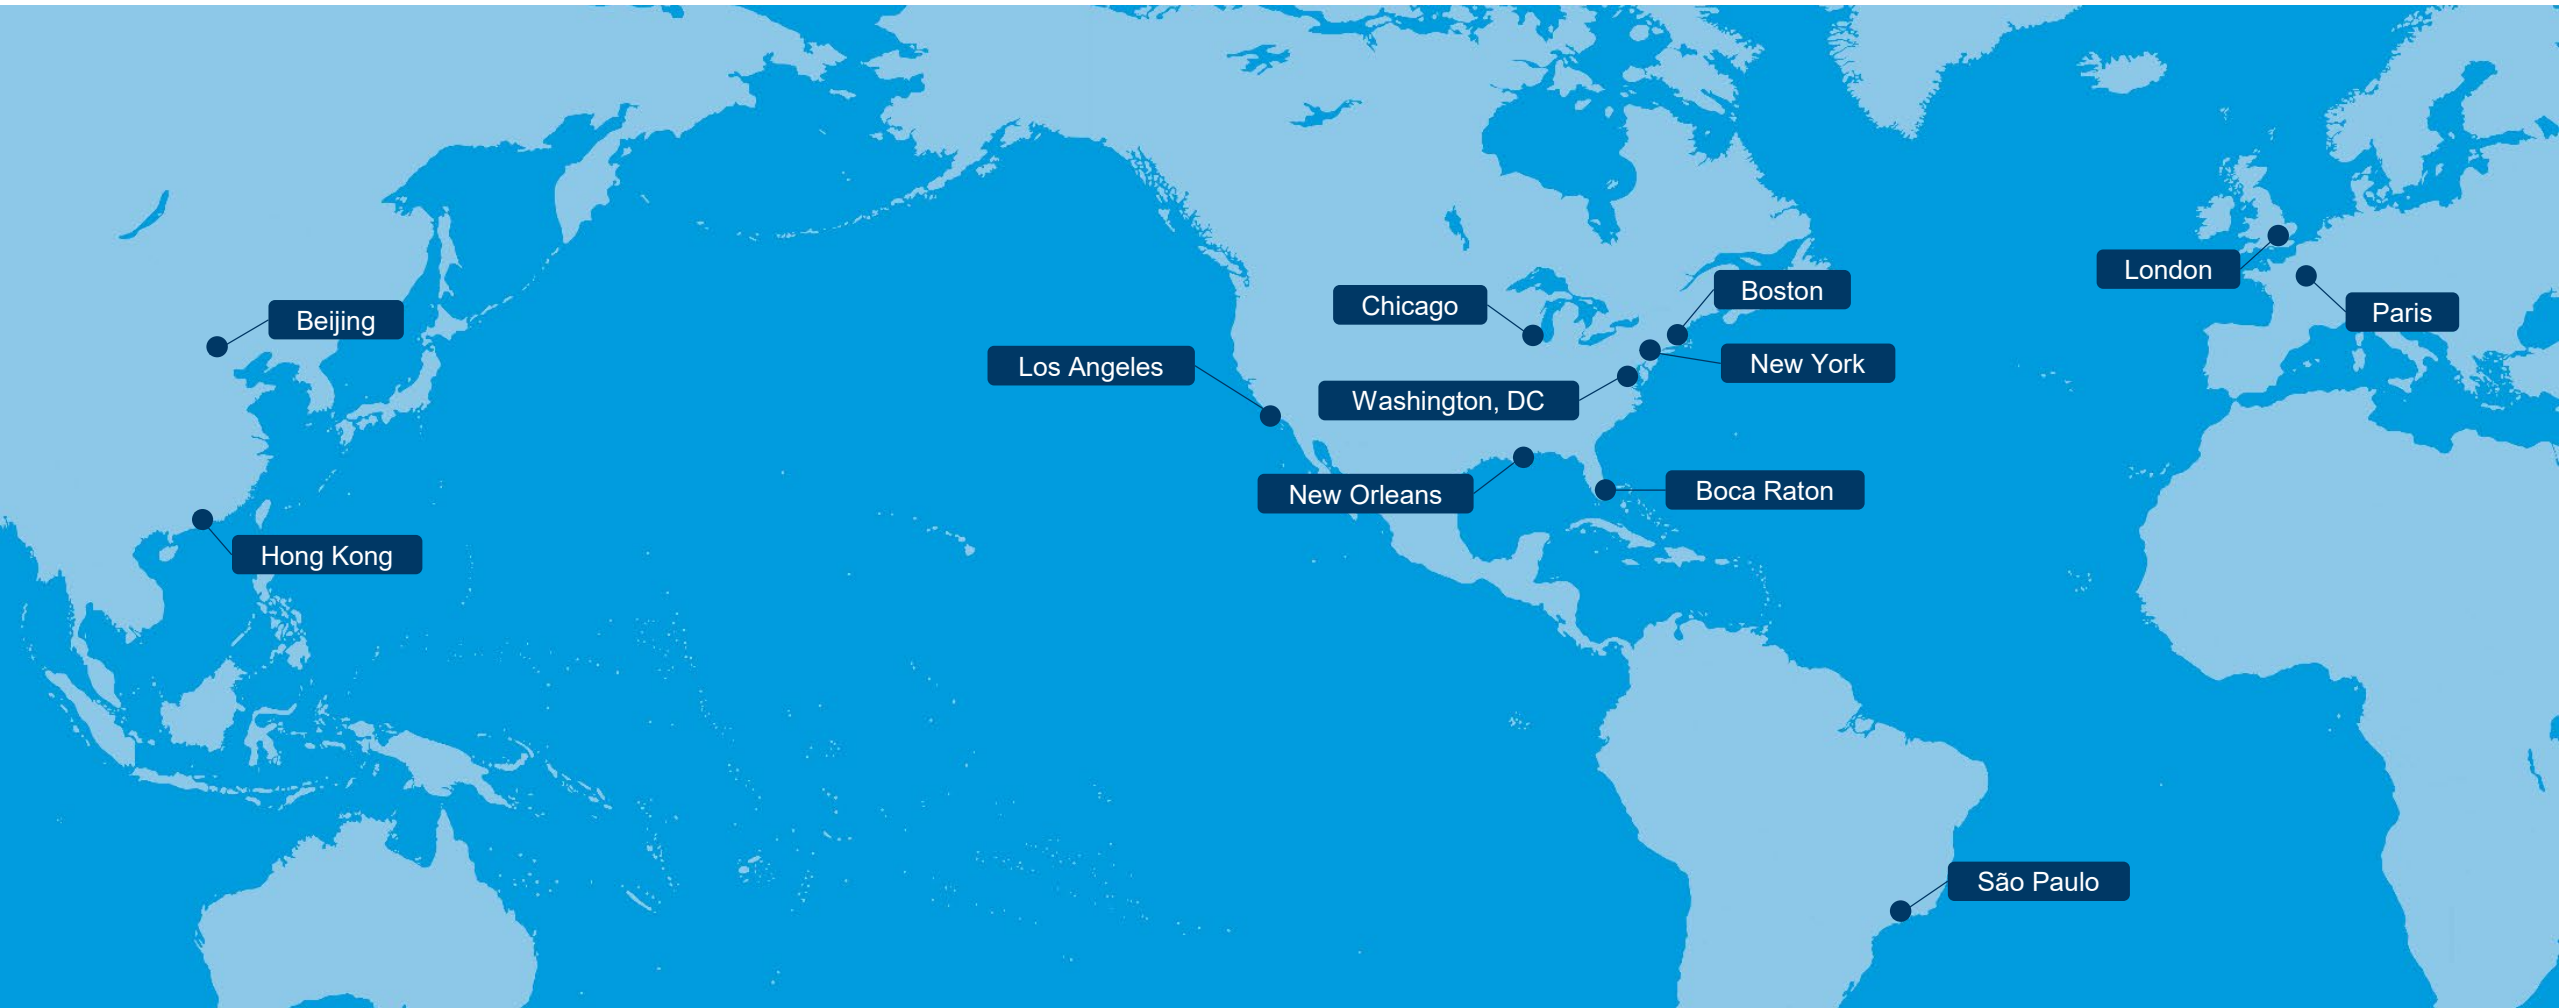 London
Boston
Chicago
Paris
Beijing
New York
Los Angeles
Washington, DC
Boca Raton
New Orleans
Hong Kong
São Paulo